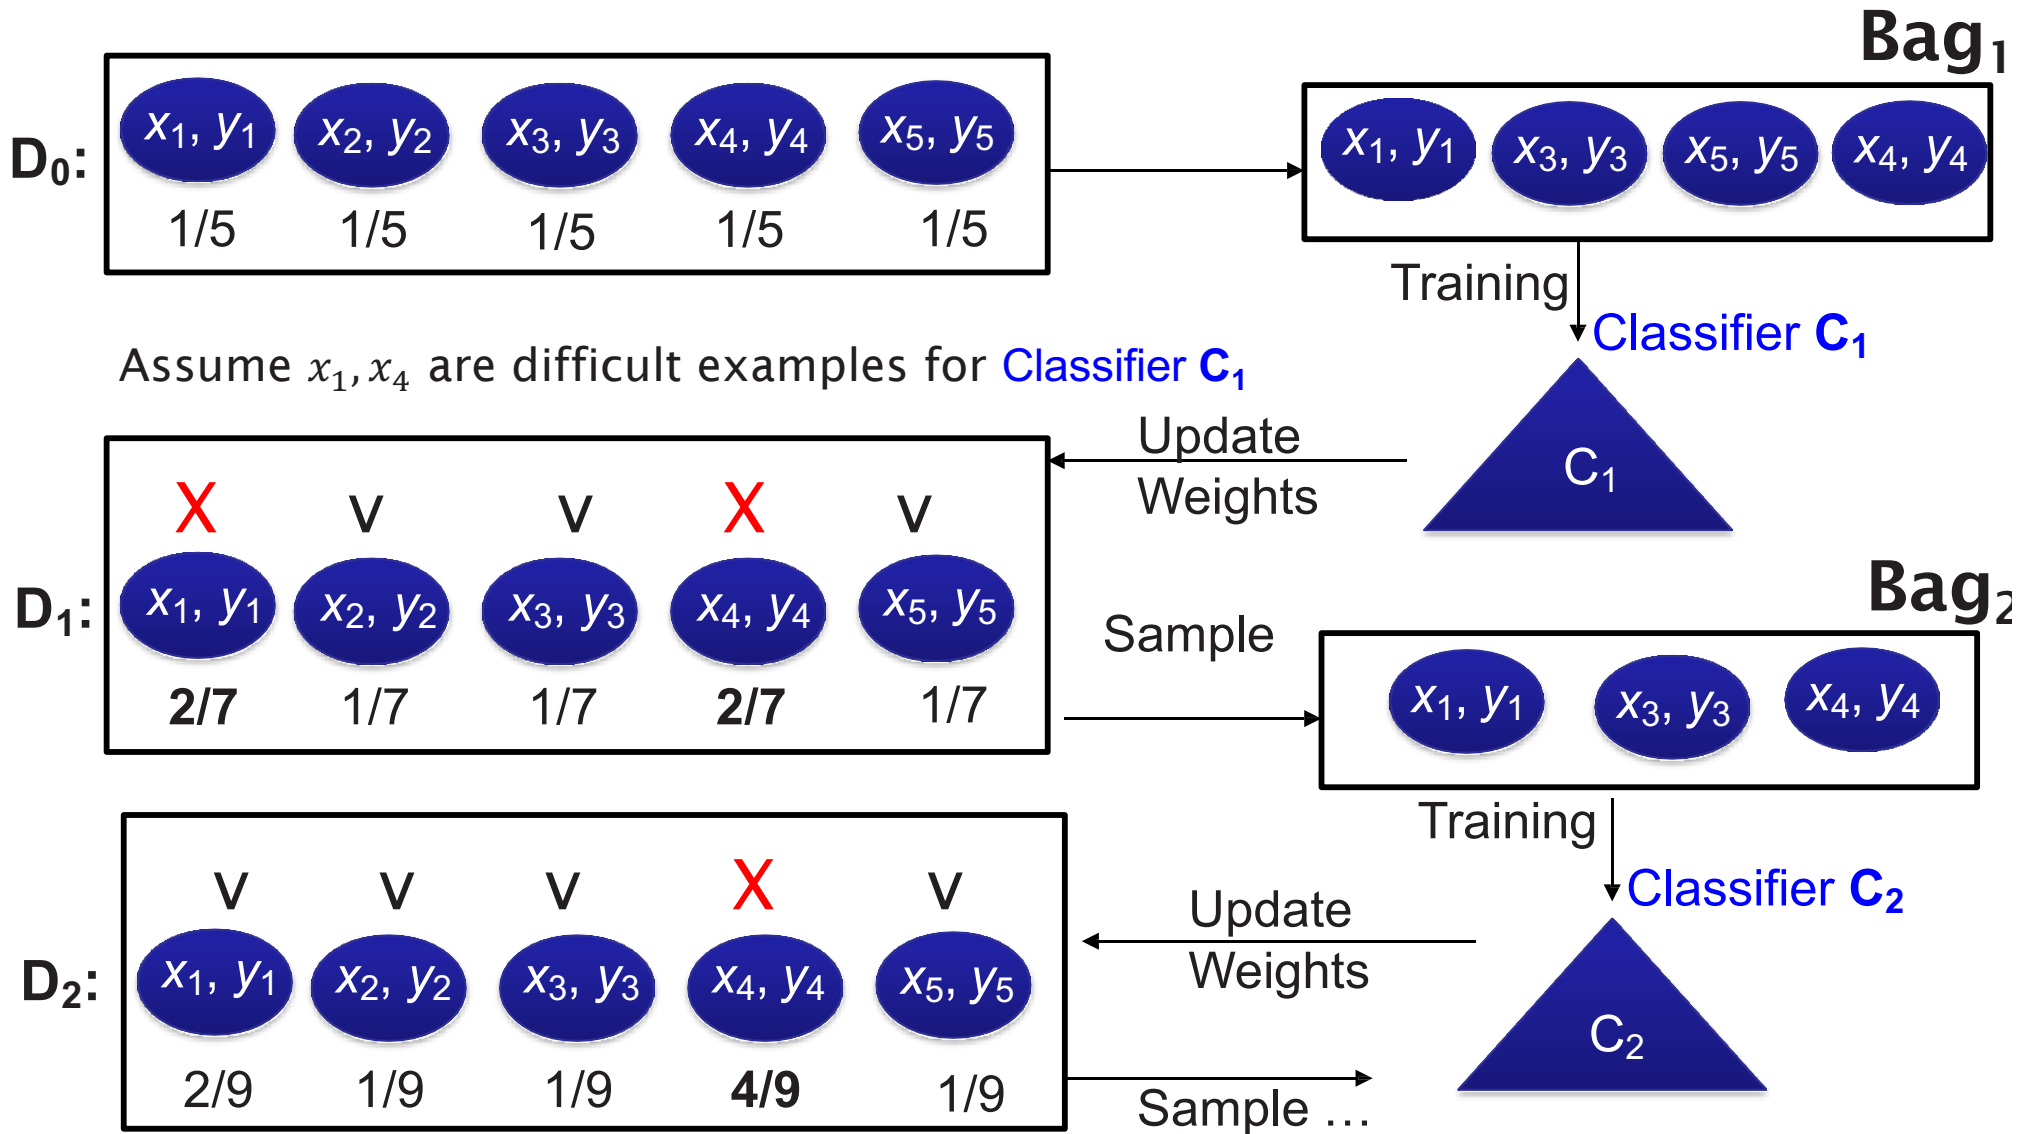 Bag₁
D₀:
x₁, y₁ x₂, y₂ x₃, y₃ x₄, y₄ x₅, y₅
1/5 1/5 1/5 1/5 1/5
x₁, y₁ x₃, y₃ x₅, y₅ x₄, y₄
Training
Classifier C₁
Assume x₁, x₄ are difficult examples for Classifier C₁
C₁
Update
Weights
X v v X v
D₁:
x₁, y₁ x₂, y₂ x₃, y₃ x₄, y₄ x₅, y₅
2/7 1/7 1/7 2/7 1/7
Sample
Bag₂
x₁, y₁ x₃, y₃ x₄, y₄
Training
Classifier C₂
C₂
Update
Weights
v v v X v
D₂:
x₁, y₁ x₂, y₂ x₃, y₃ x₄, y₄ x₅, y₅
2/9 1/9 1/9 4/9 1/9
Sample …